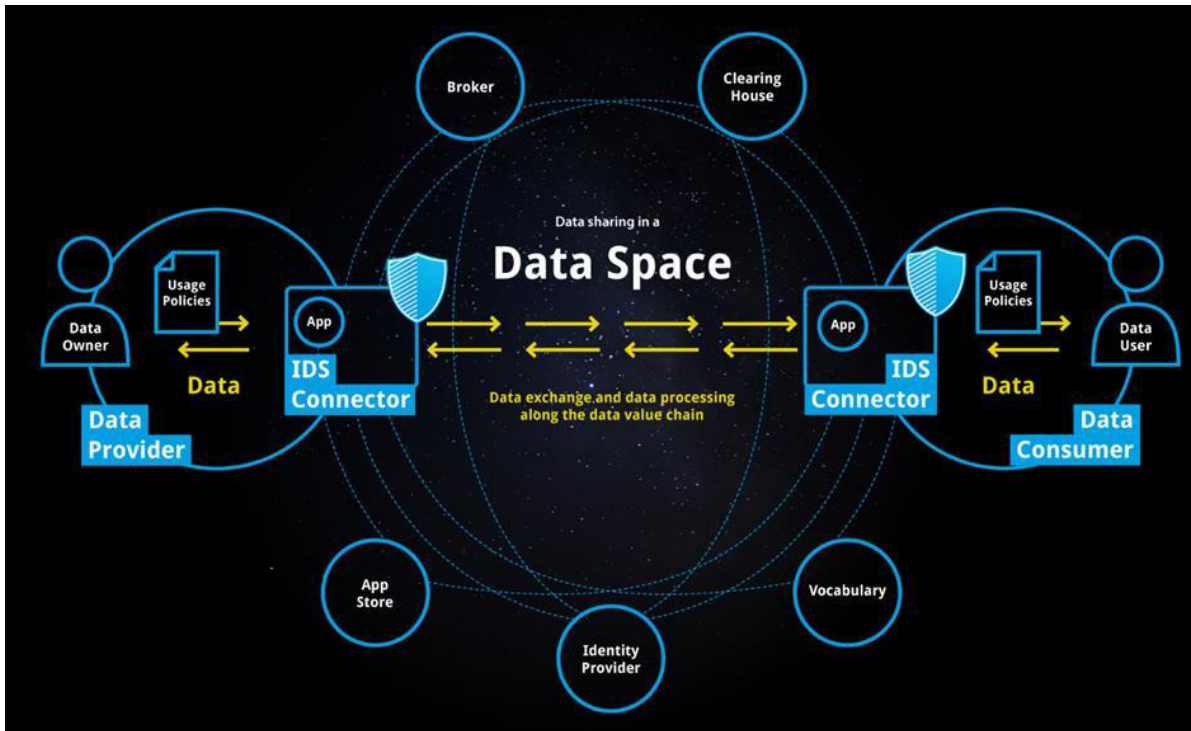 Broker
Clearing
House
Data sharing in a
Data Space
Usage
Policies
Data
Owner
App
IDS
Connector
Data
Data
Provider
Data exchange and data processing
along the data value chain
App
IDS
Connector
Usage
Policies
Data
User
Data
Data
Consumer
App
Store
Identity
Provider
Vocabulary